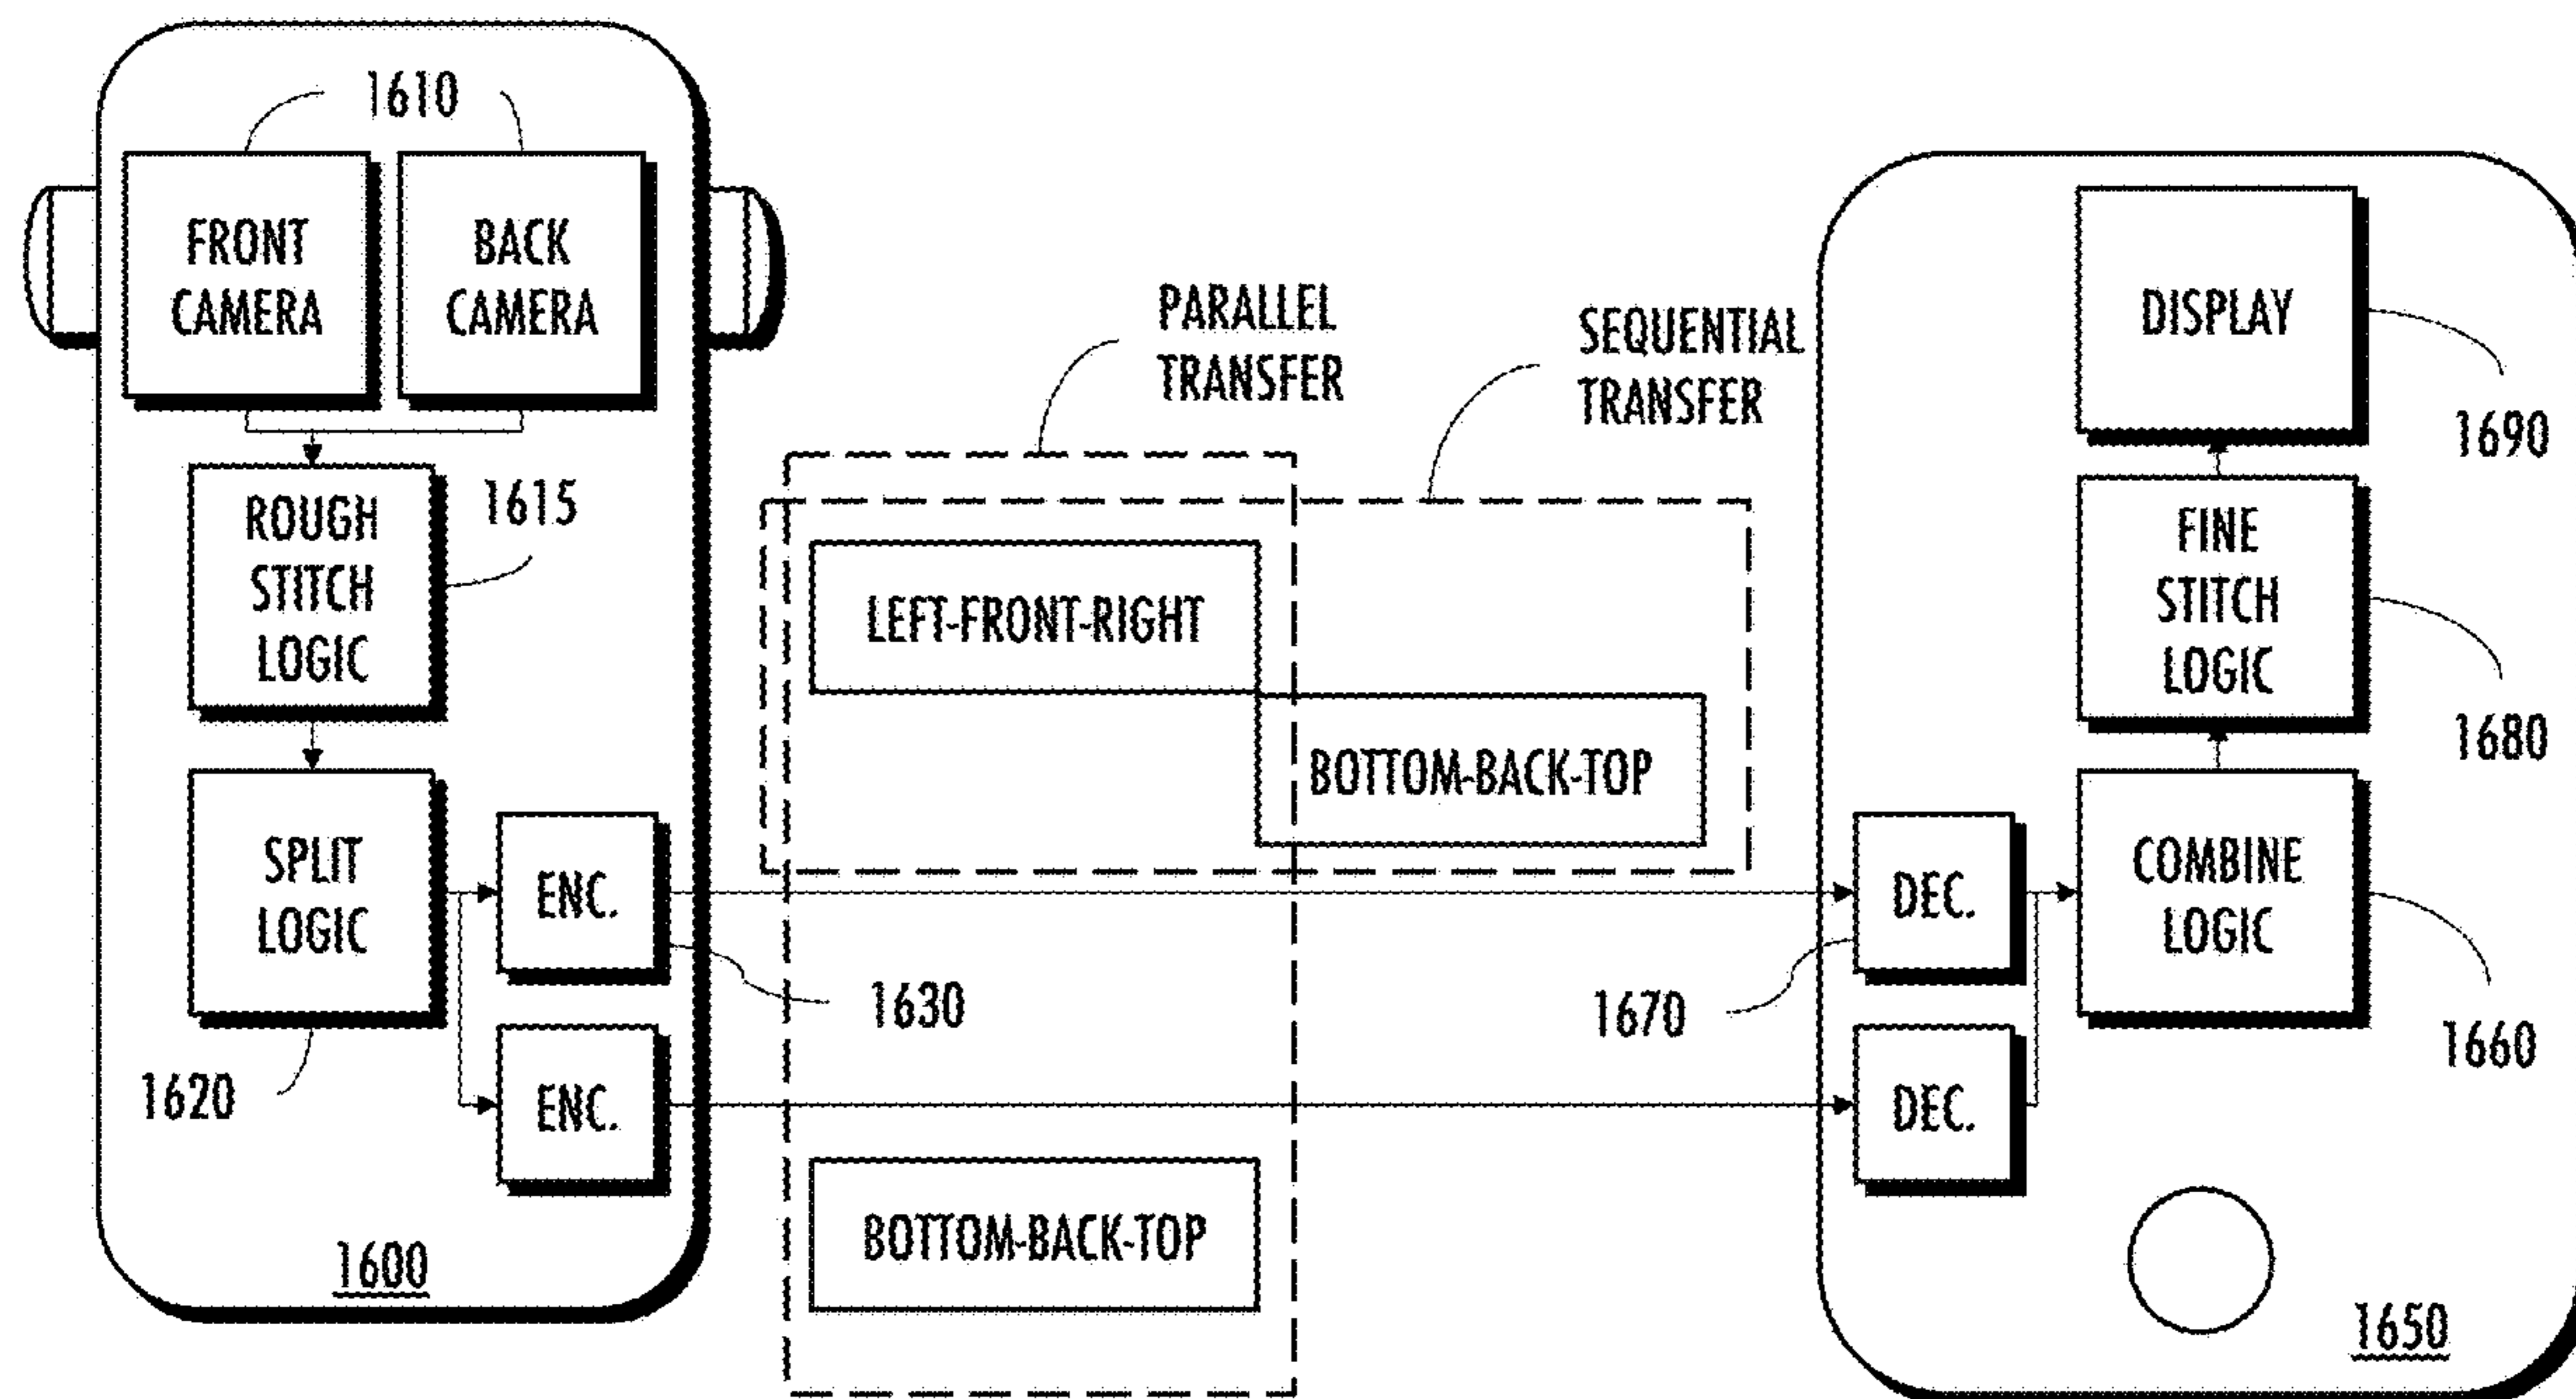 1610
FRONT
CAMERA
BACK
CAMERA
ROUGH
STITCH
LOGIC
1615
SPLIT
LOGIC
1620
ENC.
1630
ENC.
1600
PARALLEL
TRANSFER
SEQUENTIAL
TRANSFER
LEFT-FRONT-RIGHT
BOTTOM-BACK-TOP
BOTTOM-BACK-TOP
DISPLAY
1690
FINE
STITCH
LOGIC
1680
DEC.
1670
COMBINE
LOGIC
1660
DEC.
1650